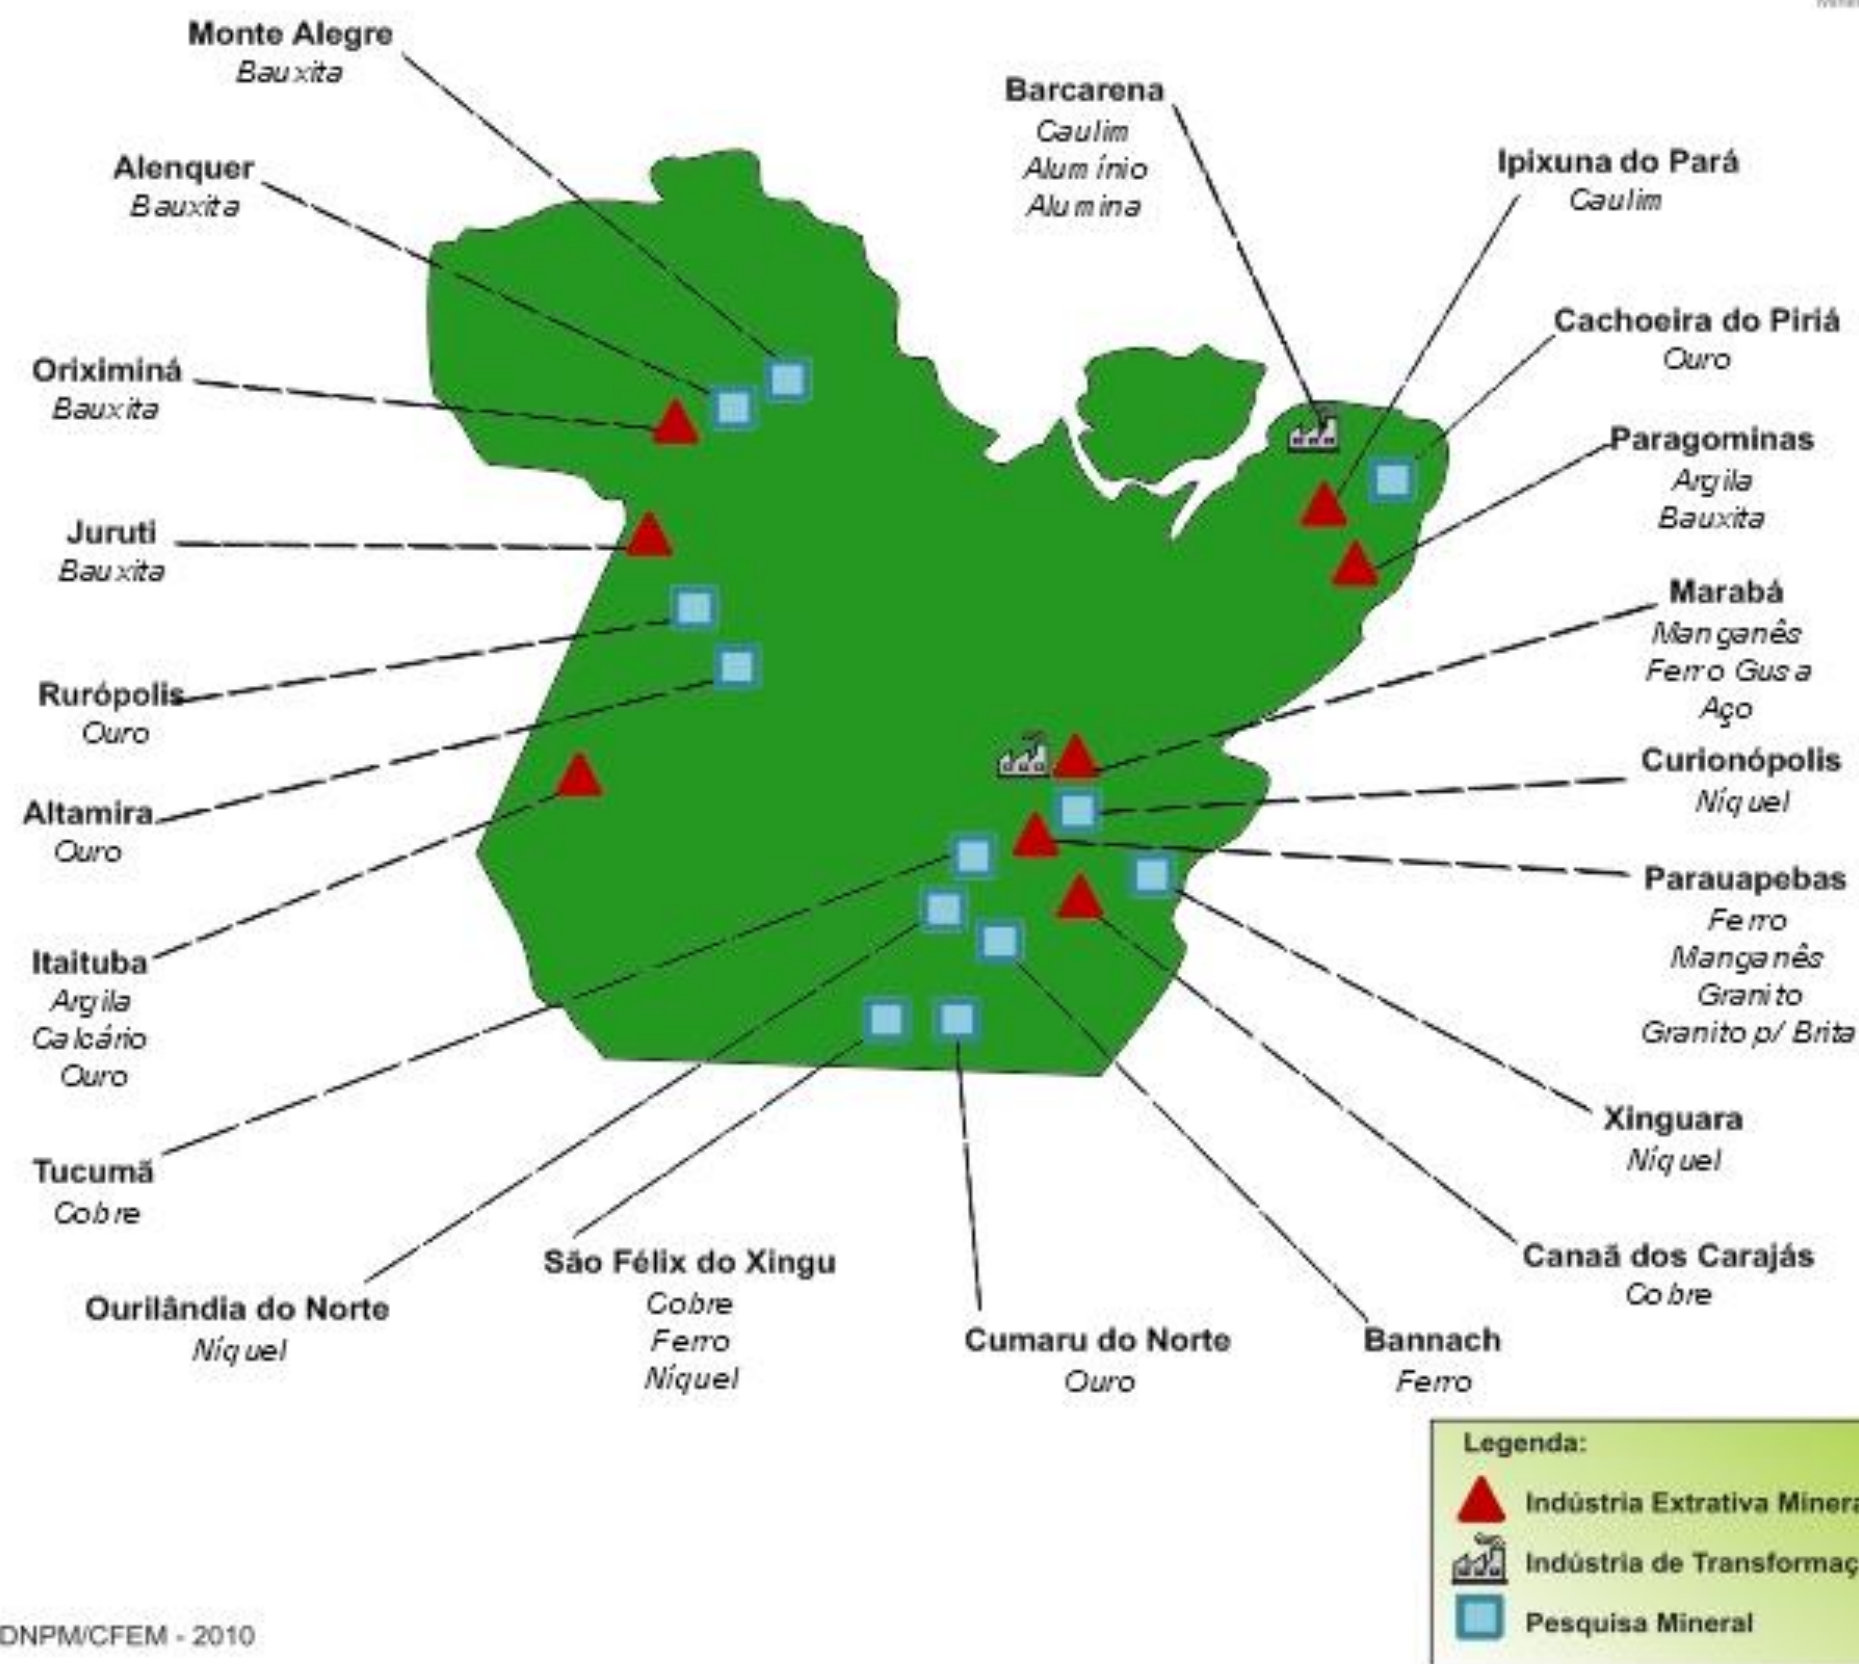 Monte Alegre
Bauxita
Alenquer
Bauxita
Oriximiná
Bauxita
Juruti
Bauxita
Rurópolis
Ouro
Altamira
Ouro
Itaituba
Argila
Calcário
Ouro
Tucumã
Cobre
Ourilândia do Norte
Níquel
São Félix do Xingu
Cobre
Ferro
Níquel
Cumaru do Norte
Ouro
Bannach
Ferro
Canaã dos Carajás
Cobre
Xinguara
Níquel
Parauapebas
Ferro
Manganês
Granito
Granito p/ Brita
Curionópolis
Níquel
Marabá
Manganês
Ferro Gusa
Aço
Paragominas
Argila
Bauxita
Cachoeira do Piriá
Ouro
Ipixuna do Pará
Caulim
Barcarena
Caulim
Alumínio
Alumina
Legenda:
Indústria Extrativa Minera
Indústria de Transformaç
Pesquisa Mineral
DNPM/CFEM - 2010